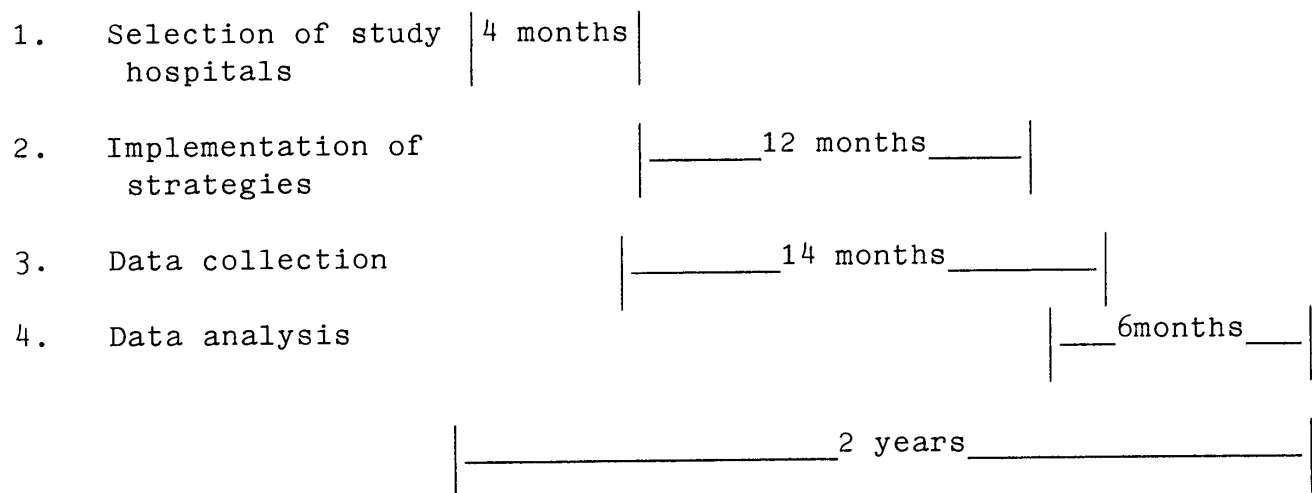 1. Selection of study 4 months
hospitals
2. Implementation of
12 months
strategies
3. Data collection 14 months
4. Data analysis 6months
2 years